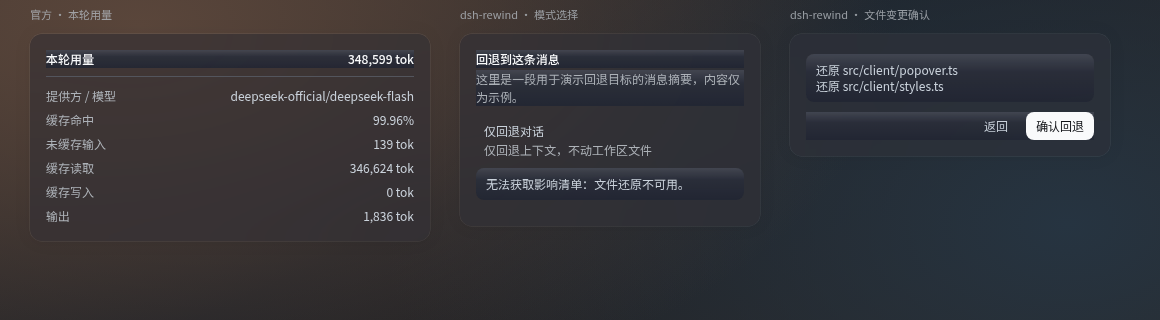 官方 · 本轮用量
本轮用量 348,599 tok
提供方 / 模型 deepseek-official/deepseek-flash
缓存命中 99.96%
未缓存输入 139 tok
缓存读取 346,624 tok
缓存写入 0 tok
输出 1,836 tok
dsh-rewind · 模式选择
回退到这条消息
这里是一段用于演示回退目标的消息摘要，内容仅
为示例。
仅回退对话
仅回退上下文，不动工作区文件
无法获取影响清单：文件还原不可用。
dsh-rewind · 文件变更确认
还原 src/client/popover.ts
还原 src/client/styles.ts
返回 确认回退